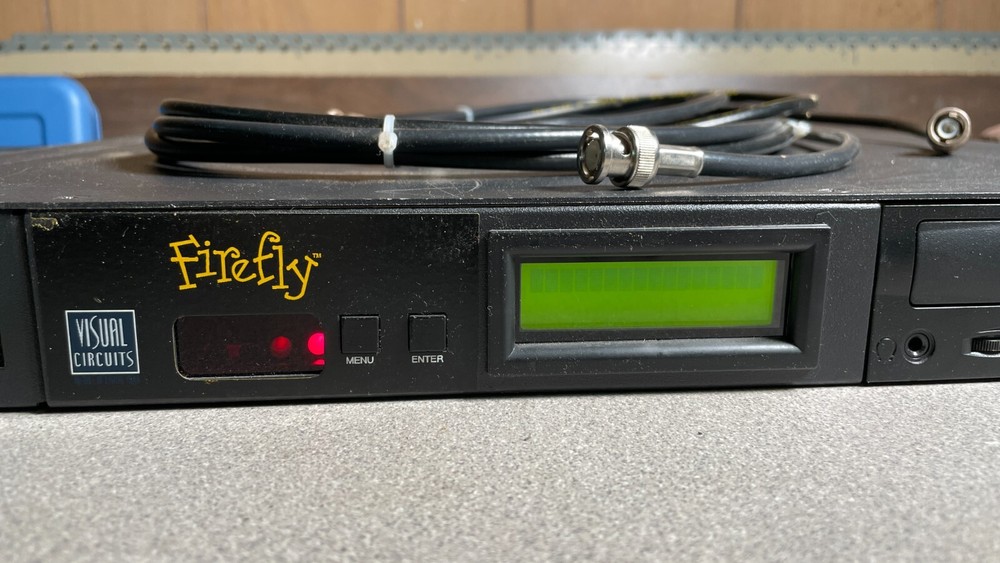 Firefly™
VISUAL
CIRCUITS
MENU
ENTER